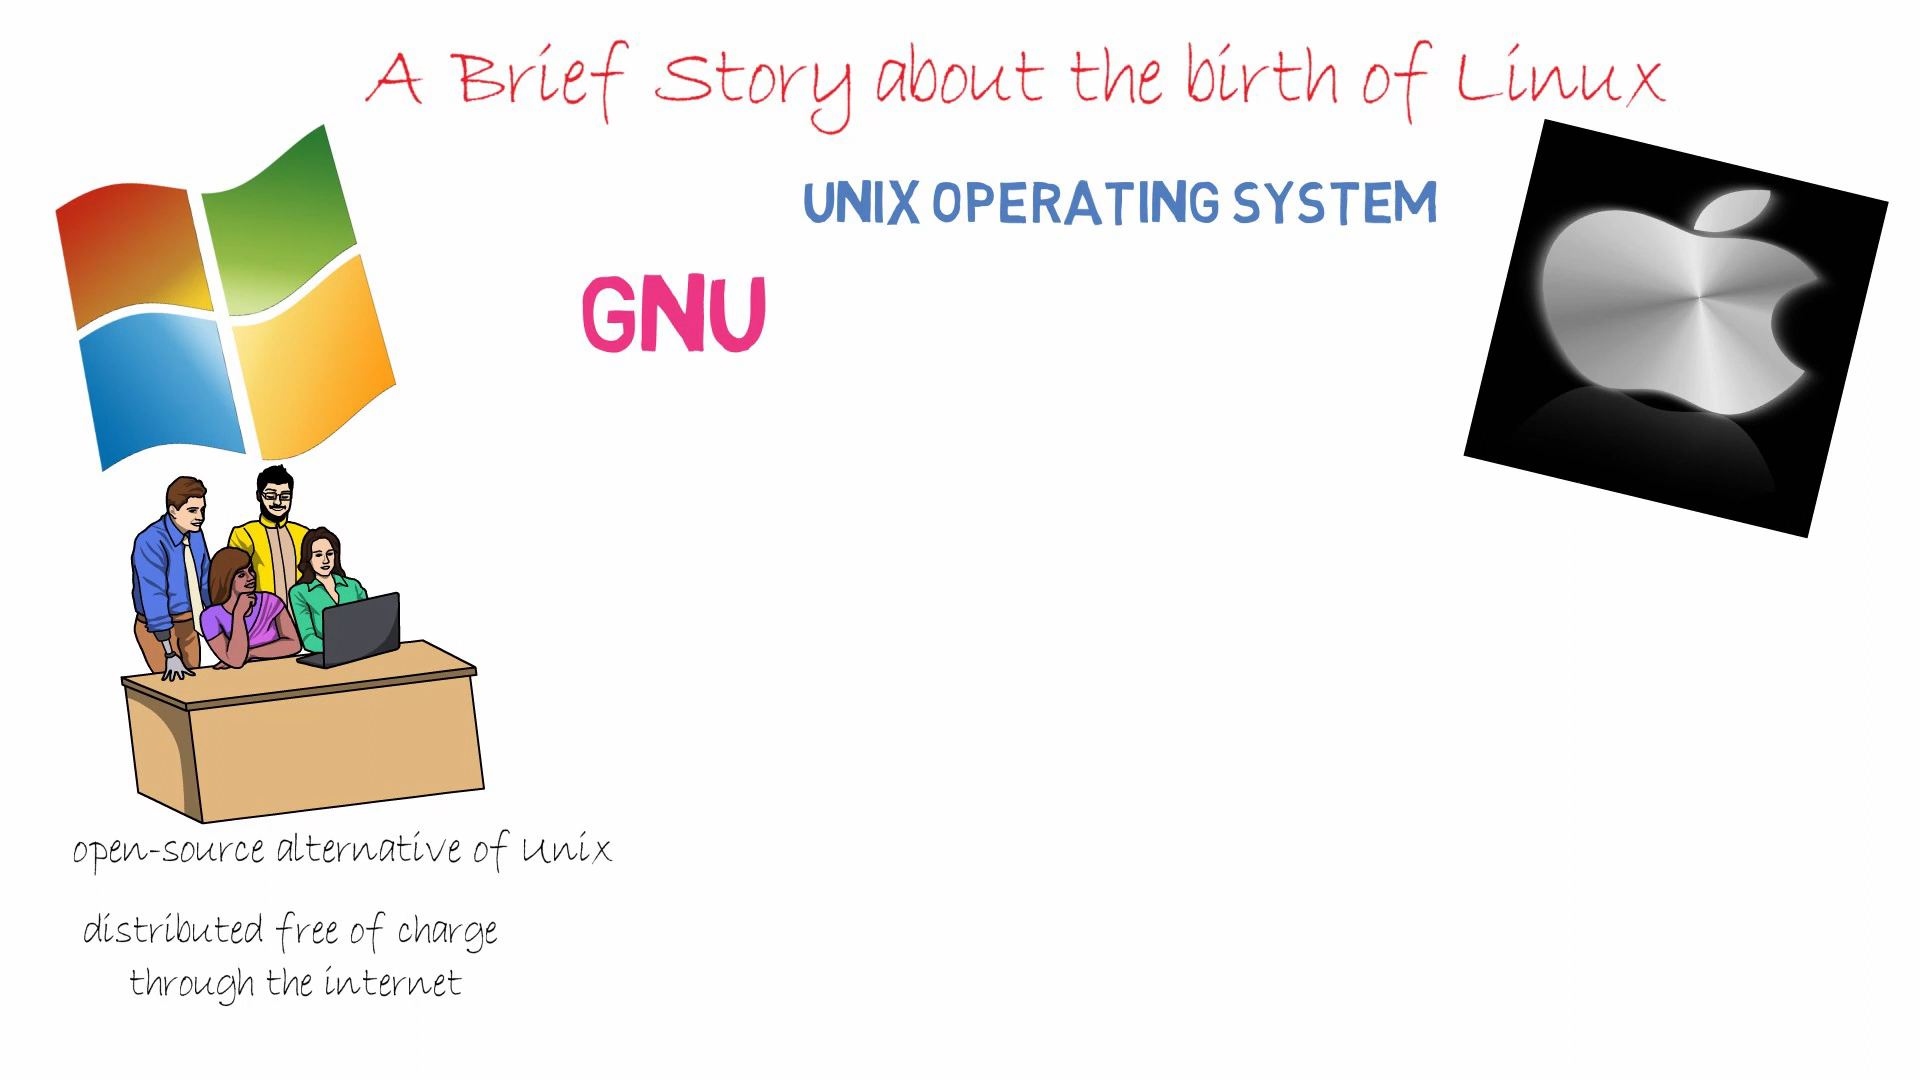 A Brief Story about the birth of Linux
UNIX OPERATING SYSTEM
GNU
open-source alternative of Unix
distributed free of charge
through the internet